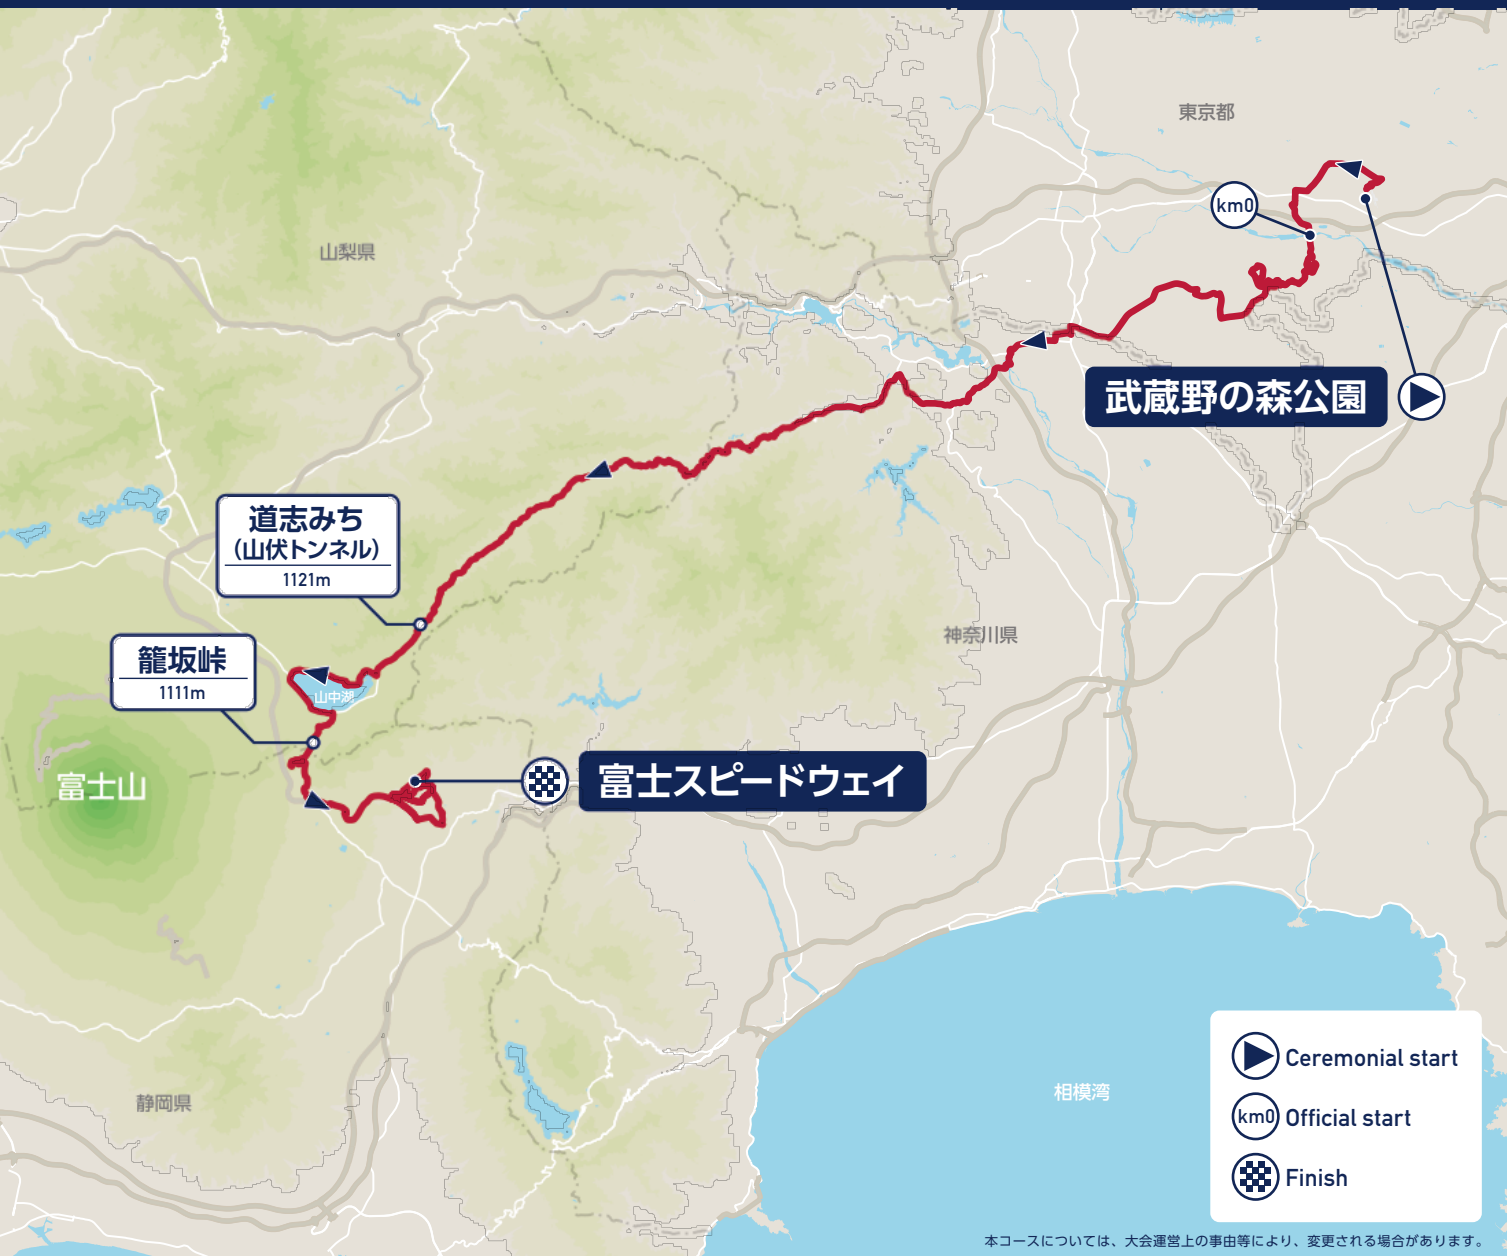 東京都
km0
山梨県
武蔵野の森公園
道志みち
(山伏トンネル)
1121m
神奈川県
籠坂峠
1111m
山中湖
富士山
富士スピードウェイ
静岡県
相模湾
Ceremonial start
km0 Official start
Finish
本コースについては、大会運営上の事由等により、変更される場合があります。